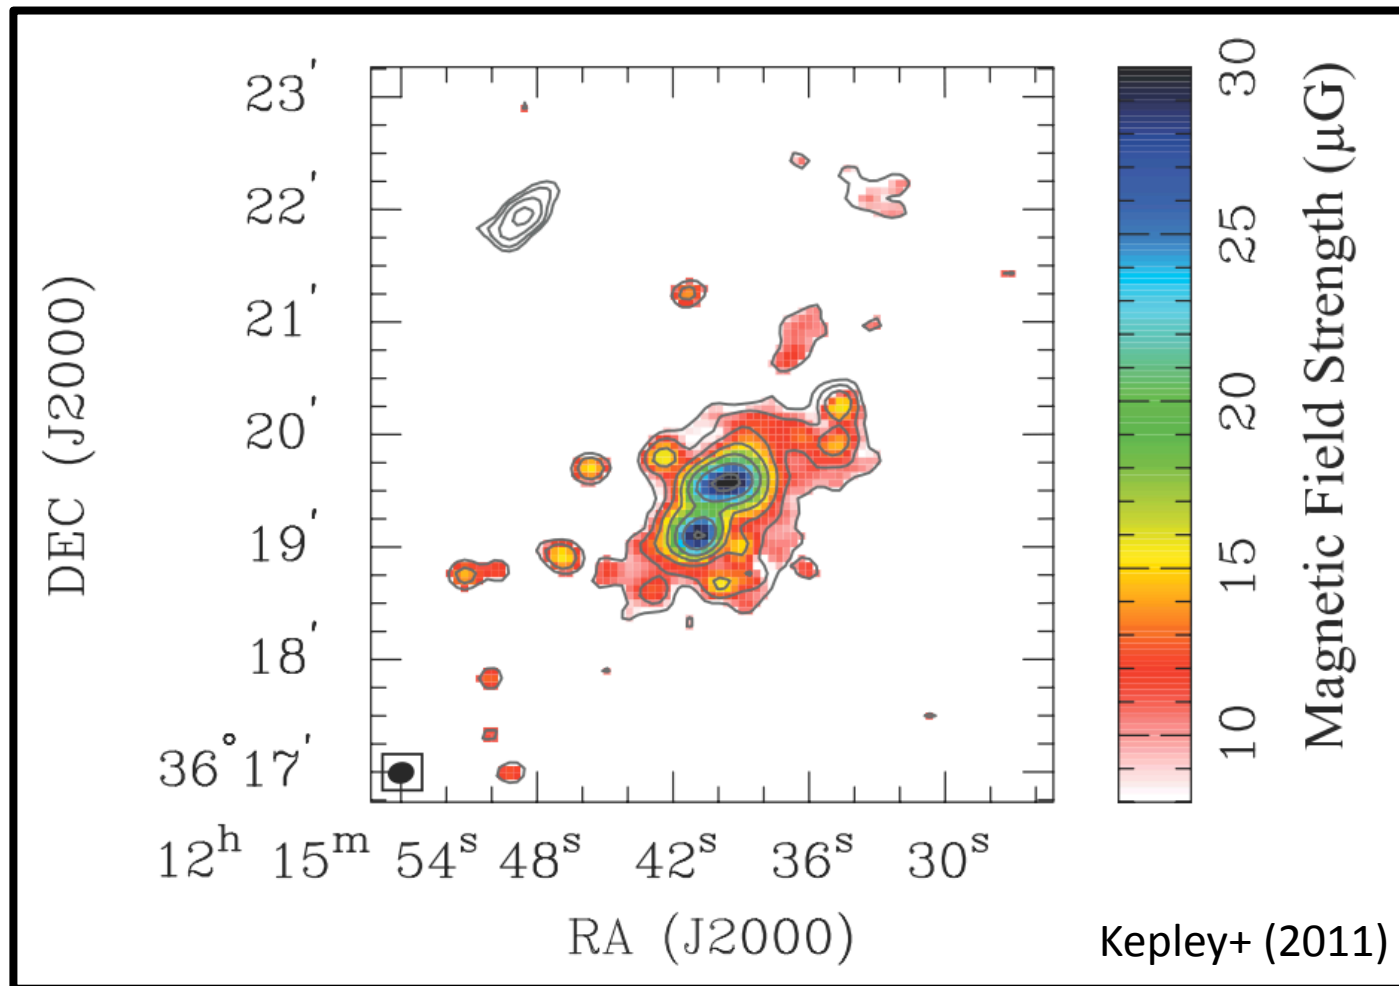 23′
22′
21′
20′
19′
18′
36° 17′
DEC (J2000)
12h 15m 54s 48s 42s 36s 30s
RA (J2000)
30
25
20
15
10
Magnetic Field Strength (μG)
Kepley+ (2011)